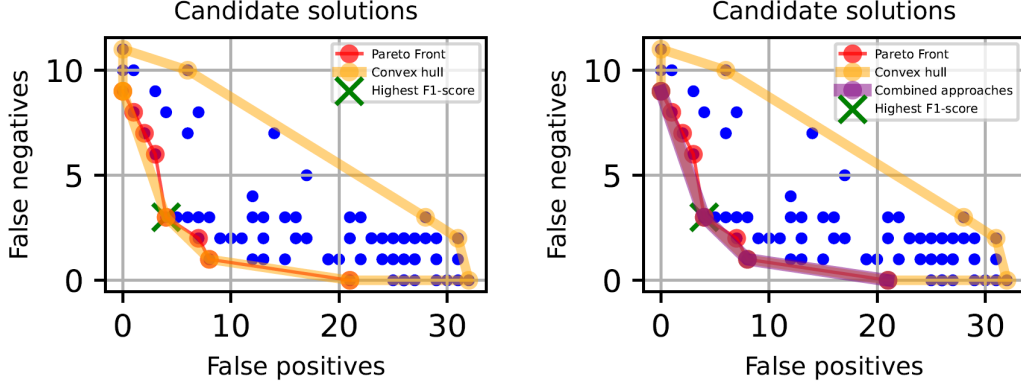 Candidate solutions
Pareto Front
Convex hull
Highest F1-score
False negatives
10
5
0
0
10
20
30
False positives
Candidate solutions
Pareto Front
Convex hull
Combined approaches
Highest F1-score
False negatives
10
5
0
0
10
20
30
False positives